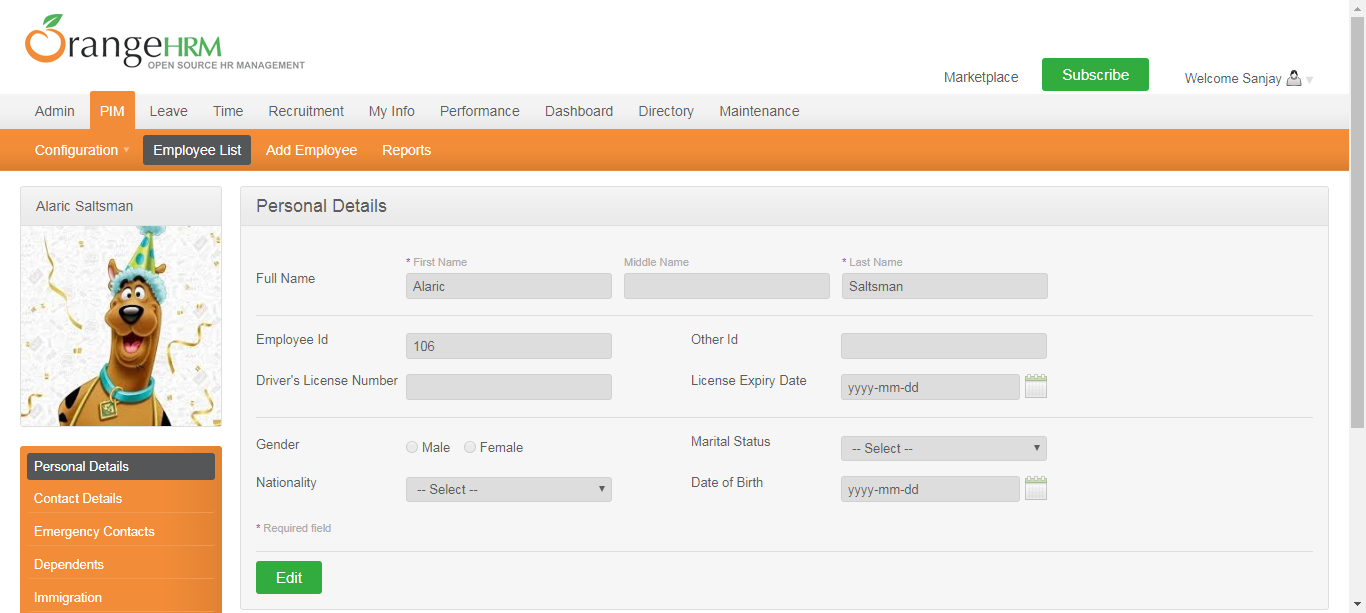 OrangeHRM
OPEN SOURCE HR MANAGEMENT
Marketplace Subscribe Welcome Sanjay
Admin PIM Leave Time Recruitment My Info Performance Dashboard Directory Maintenance
Configuration Employee List Add Employee Reports
Alaric Saltsman
Personal Details
Full Name
* First Name Middle Name * Last Name
Alaric Saltsman
Employee Id 106 Other Id
Driver's License Number License Expiry Date yyyy-mm-dd
Gender Male Female Marital Status -- Select --
Nationality -- Select -- Date of Birth yyyy-mm-dd
* Required field
Edit
Personal Details
Contact Details
Emergency Contacts
Dependents
Immigration